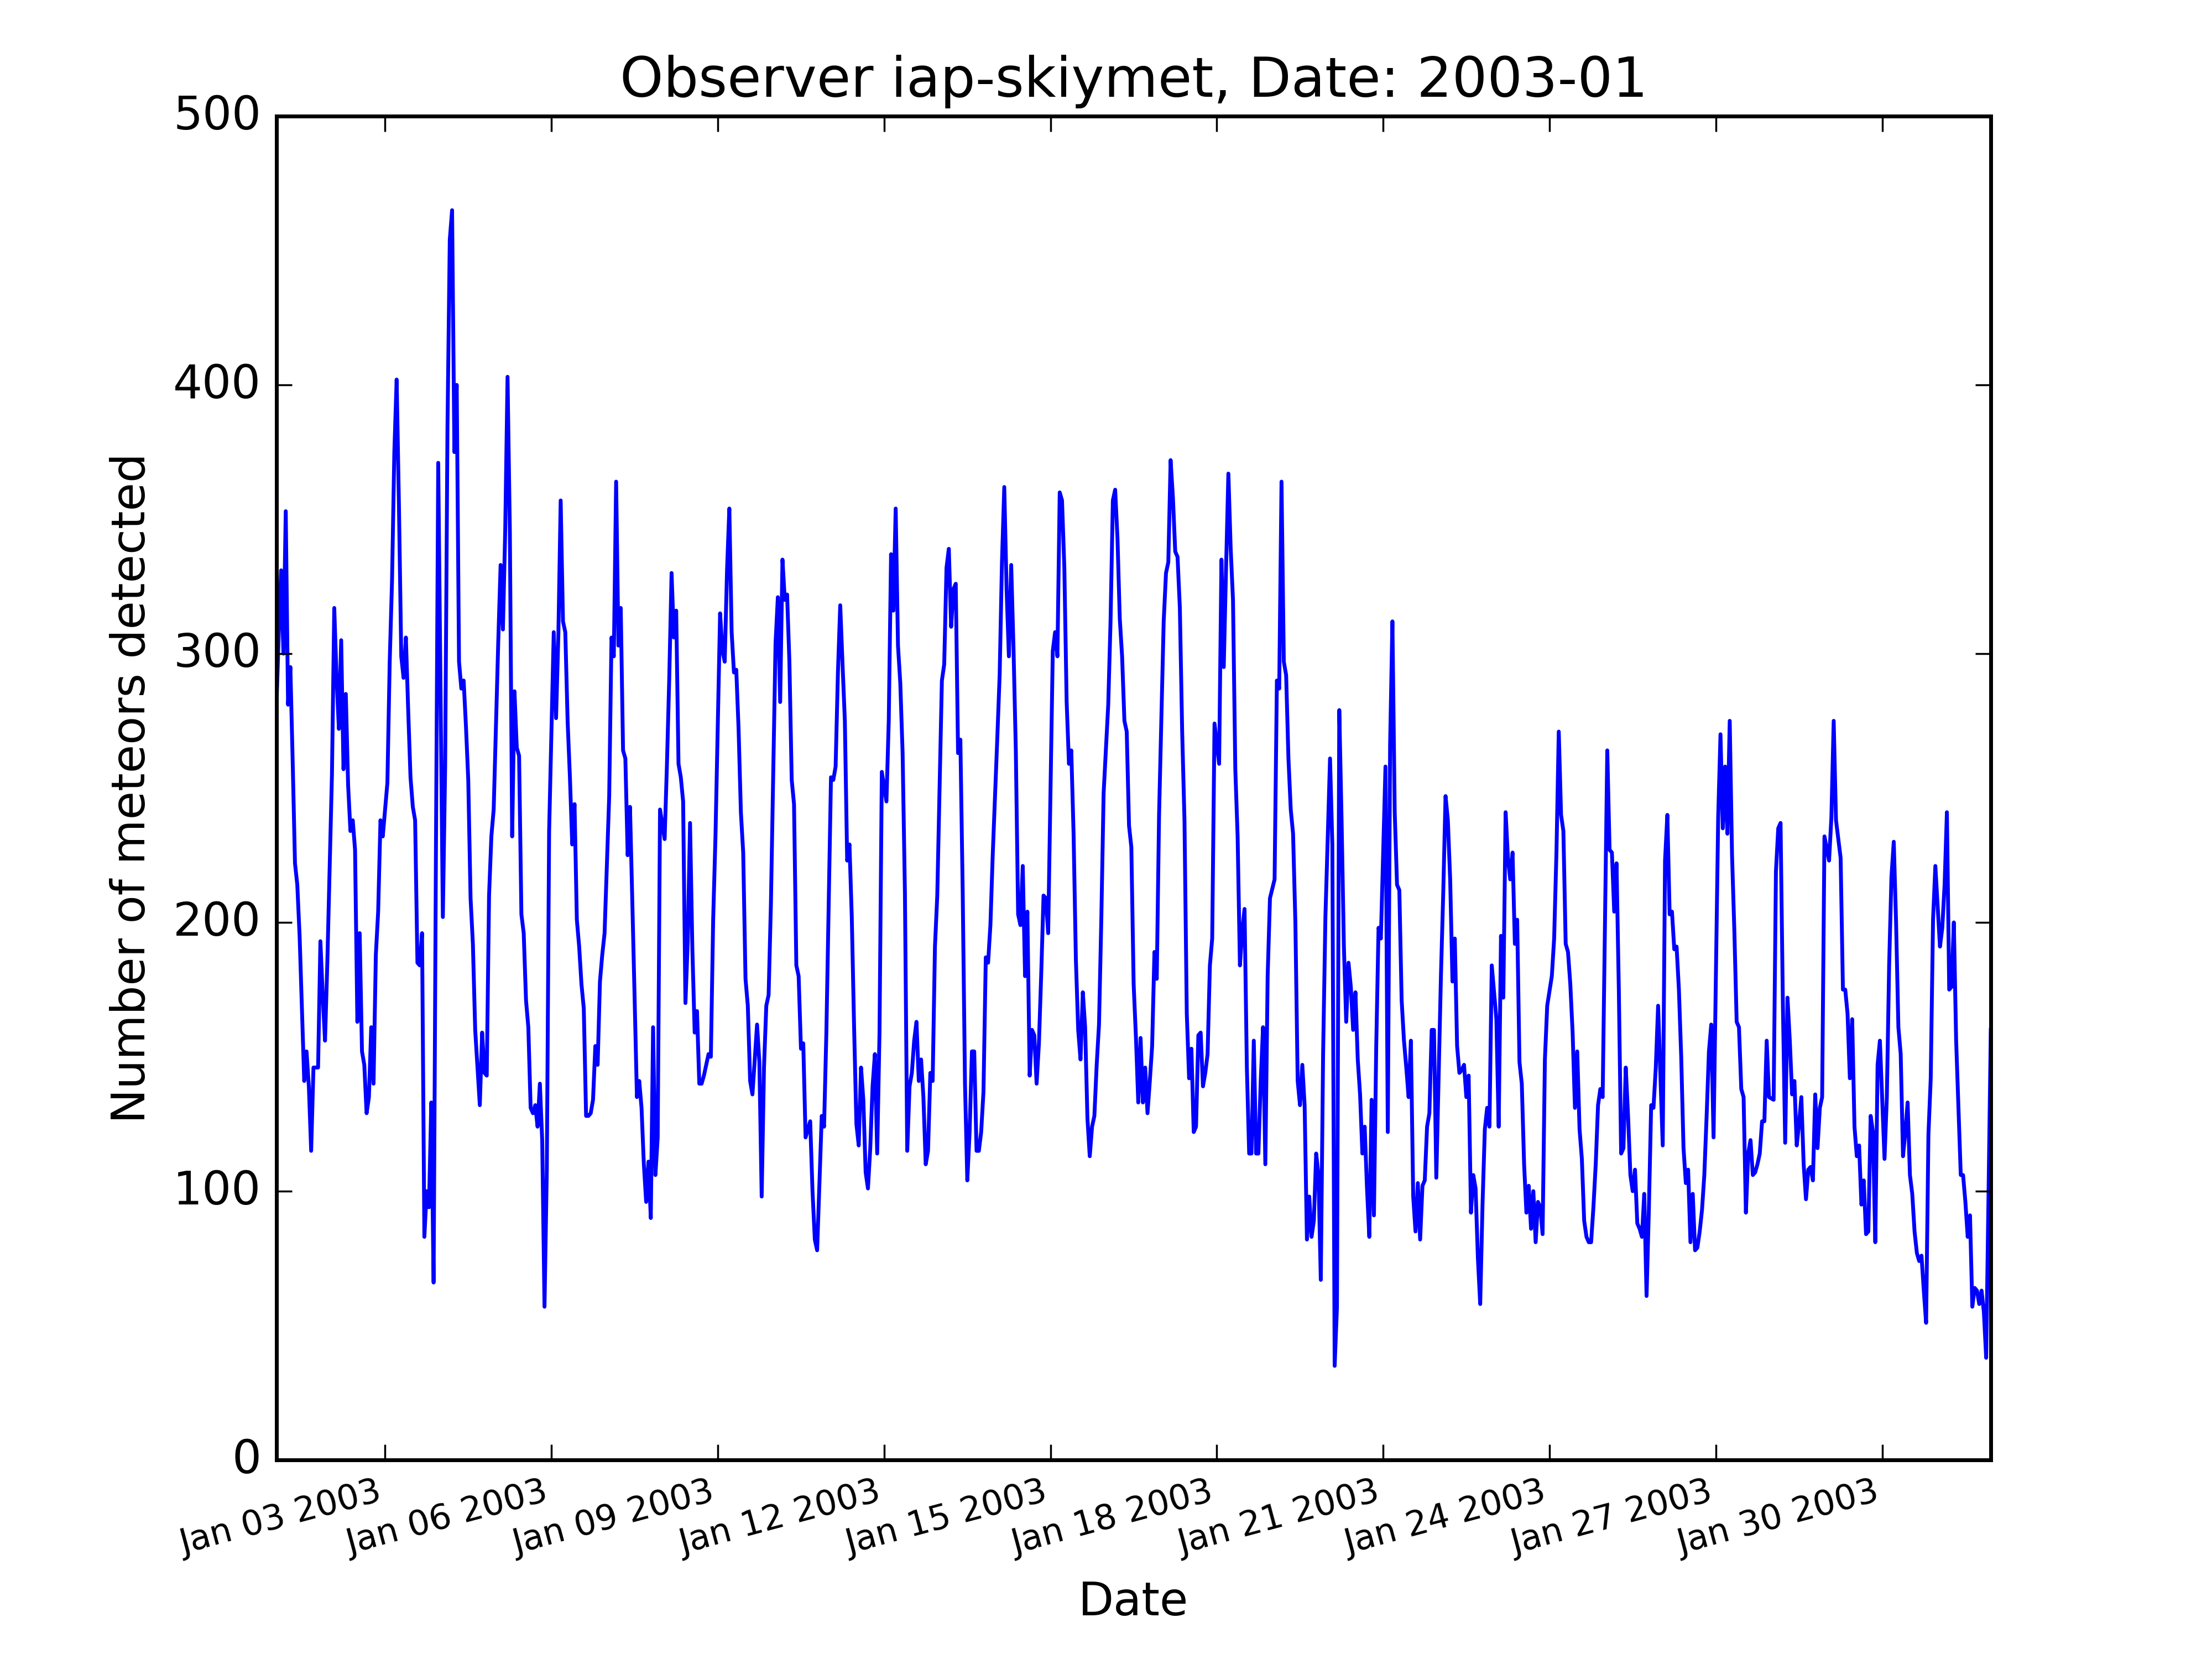 Observer iap-skiymet, Date: 2003-01
500
400
300
200
100
0
Number of meteors detected
Jan 03 2003
Jan 06 2003
Jan 09 2003
Jan 12 2003
Jan 15 2003
Jan 18 2003
Jan 21 2003
Jan 24 2003
Jan 27 2003
Jan 30 2003
Date